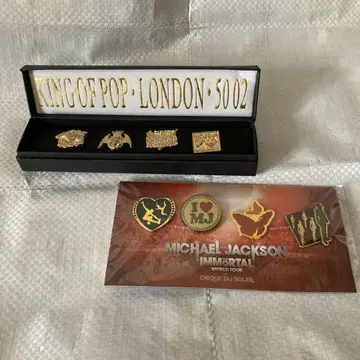 KING OF POP · LONDON · 50 02
I ♥
MJ
MICHAEL JACKSON
IMMORTAL
WORLD TOUR
CIRQUE DU SOLEIL